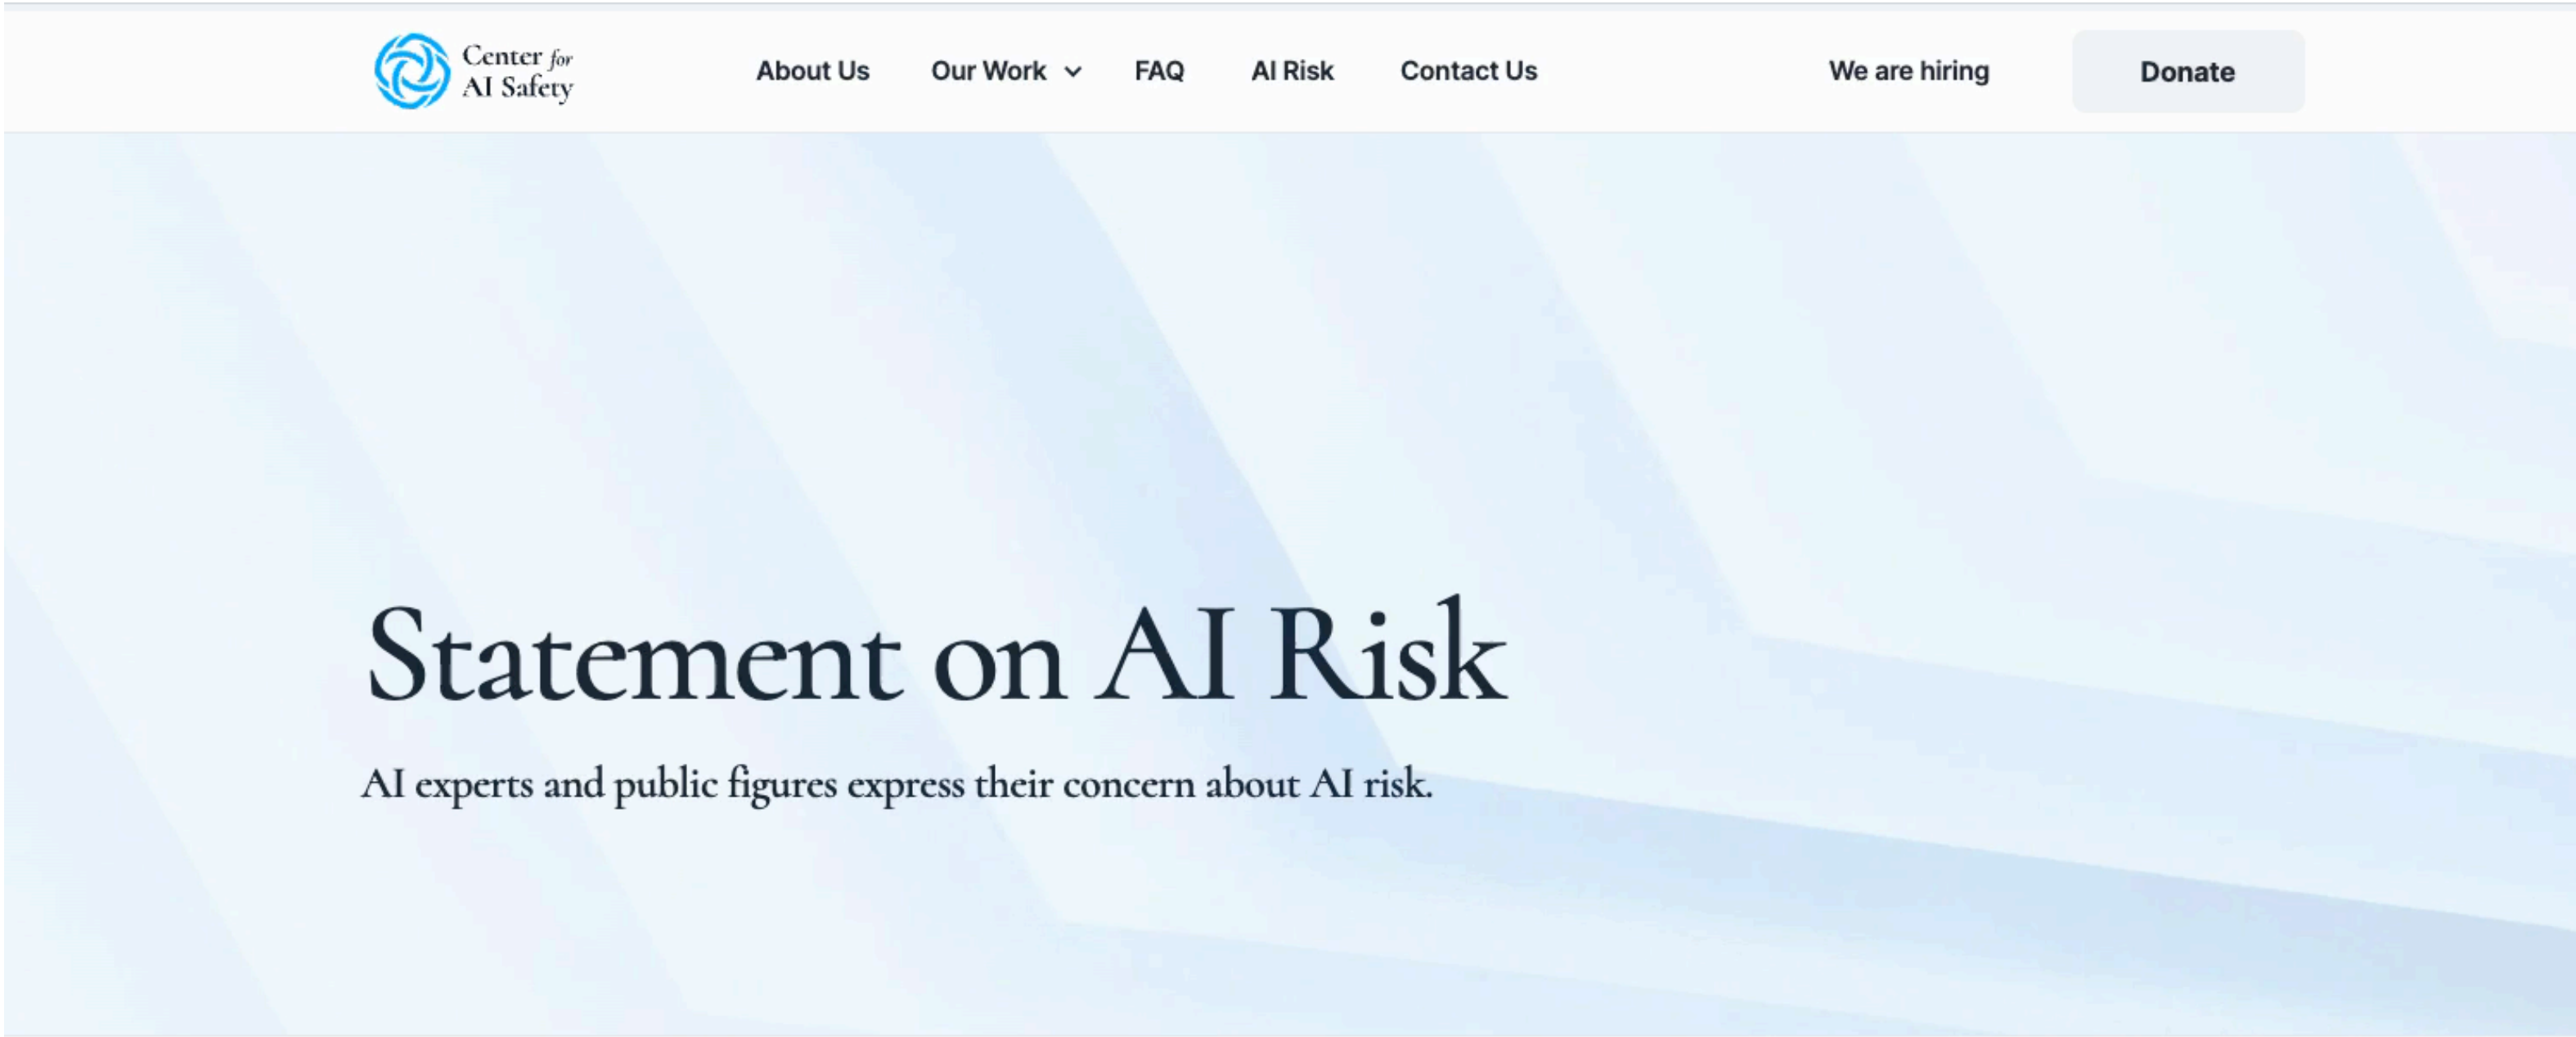 Center for
AI Safety
About Us
Our Work
FAQ
AI Risk
Contact Us
We are hiring
Donate
Statement on AI Risk
AI experts and public figures express their concern about AI risk.